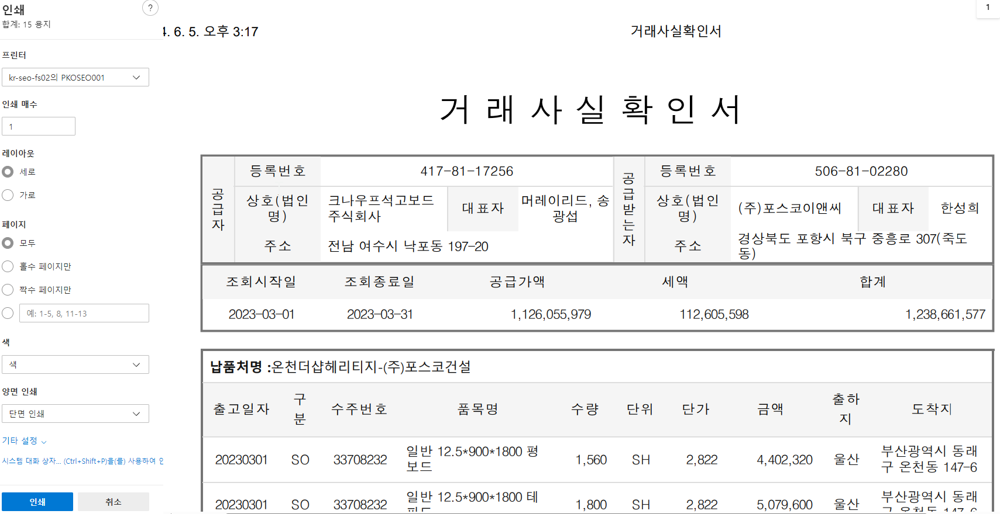 인쇄
?
합계: 15 용지
프린터
kr-seo-fs02의 PKOSEO001
인쇄 매수
1
레이아웃
세로
가로
페이지
모두
홀수 페이지만
짝수 페이지만
예: 1-5, 8, 11-13
색
색
양면 인쇄
단면 인쇄
기타 설정
시스템 대화 상자... (Ctrl+Shift+P)을(를) 사용하여
인쇄 취소
1
4. 6. 5. 오후 3:17 거래사실확인서
거 래 사 실 확 인 서
공급자
등록번호 417-81-17256
상호(법인명) 크나우프석고보드 주식회사 대표자 머레이리드, 송광섭
주소 전남 여수시 낙포동 197-20
공급받는자
등록번호 506-81-02280
상호(법인명) (주)포스코이앤씨 대표자 한성희
주소 경상북도 포항시 북구 중흥로 307(죽도동)
조회시작일 조회종료일 공급가액 세액 합계
2023-03-01 2023-03-31 1,126,055,979 112,605,598 1,238,661,577
납품처명 :온천더샵헤리티지-(주)포스코건설
출고일자 구분 수주번호 품목명 수량 단위 단가 금액 출하지 도착지
20230301 SO 33708232 일반 12.5*900*1800 평보드 1,560 SH 2,822 4,402,320 울산 부산광역시 동래구 온천동 147-6
20230301 SO 33708232 일반 12.5*900*1800 테 1,800 SH 2,822 5,079,600 울산 부산광역시 동래